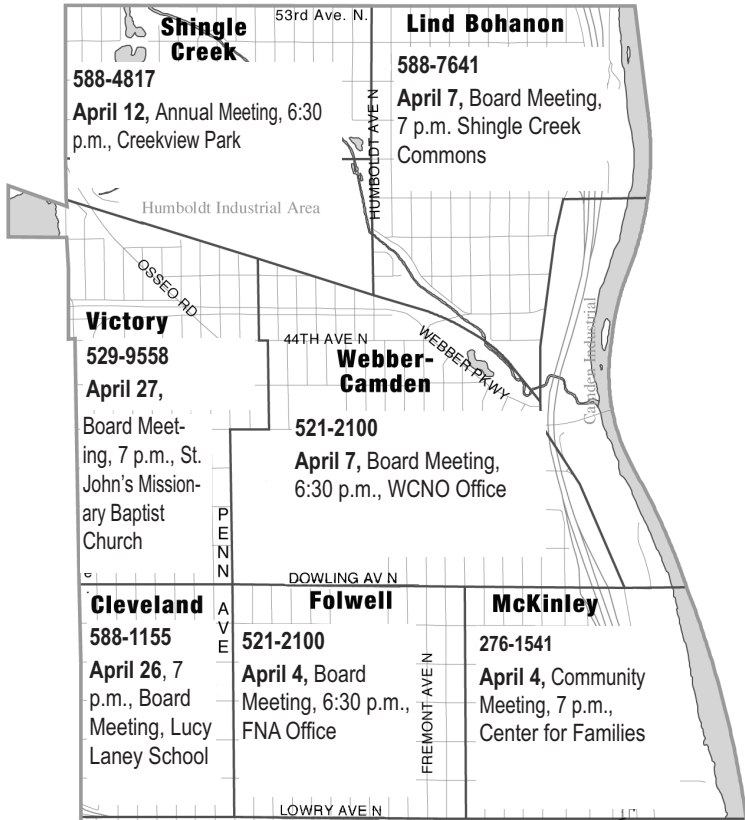 53rd Ave. N.
Shingle
Creek
588-4817
April 12, Annual Meeting, 6:30
p.m., Creekview Park
Lind Bohanon
588-7641
April 7, Board Meeting,
7 p.m. Shingle Creek
Commons
HUMBOLDT AVE N
Humboldt Industrial Area
OSSEO RD
Camden Industrial
Victory
529-9558
April 27,
Board Meet-
ing, 7 p.m., St.
John's Mission-
ary Baptist
Church
44TH AVE N
WEBBER PKWY
Webber-
Camden
521-2100
April 7, Board Meeting,
6:30 p.m., WCNO Office
PENN AVE
DOWLING AV N
Cleveland
588-1155
April 26, 7
p.m., Board
Meeting, Lucy
Laney School
Folwell
521-2100
April 4, Board
Meeting, 6:30 p.m.,
FNA Office
FREMONT AVE N
McKinley
276-1541
April 4, Community
Meeting, 7 p.m.,
Center for Families
LOWRY AVE N